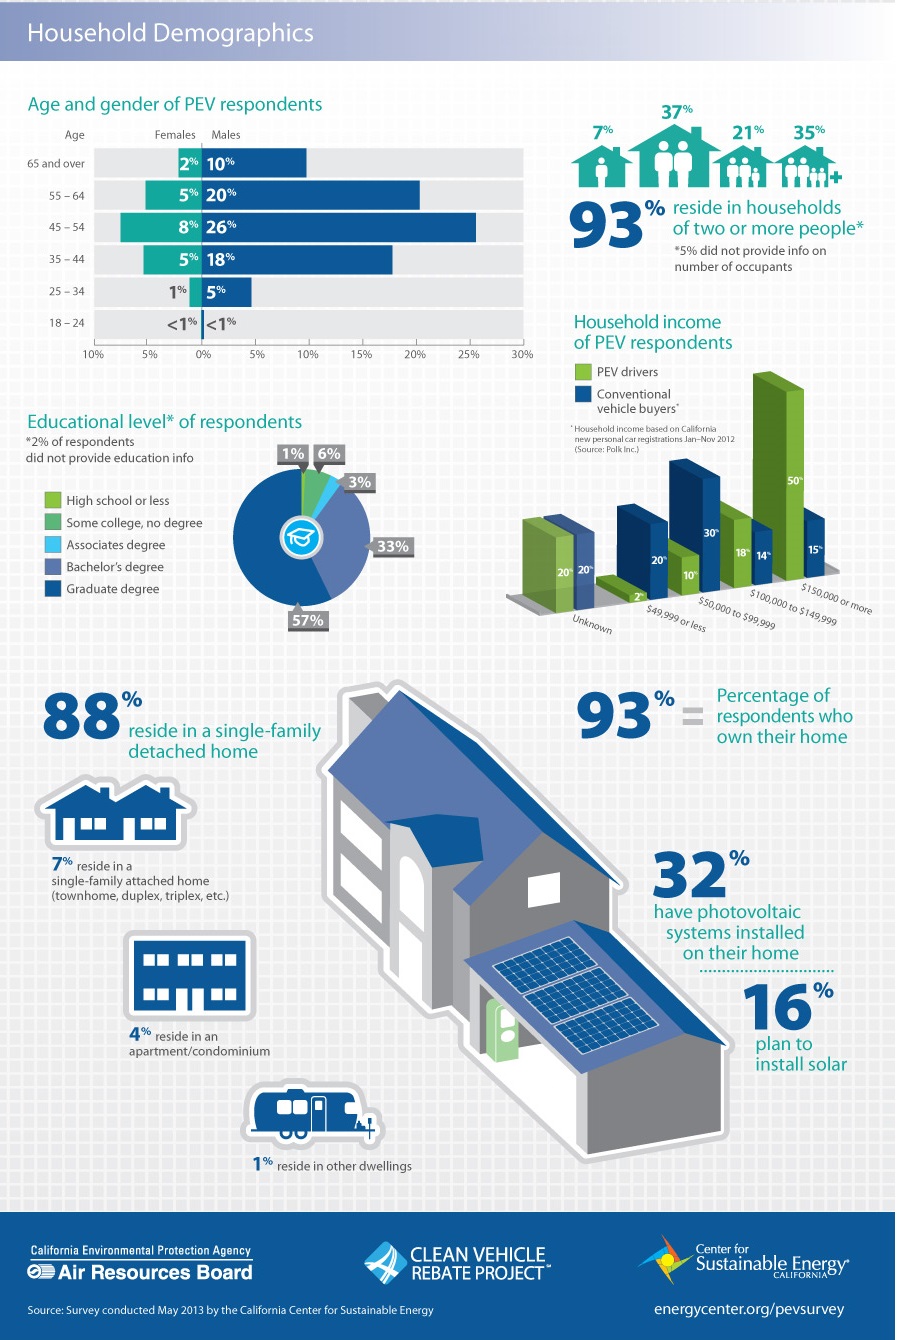 Household Demographics
Age and gender of PEV respondents
Age Females Males
65 and over 2% 10%
55 – 64 5% 20%
45 – 54 8% 26%
35 – 44 5% 18%
25 – 34 1% 5%
18 – 24 <1% <1%
10% 5% 0% 5% 10% 15% 20% 25% 30%
7% 37% 21% 35%
+
93% reside in households
of two or more people*
*5% did not provide info on
number of occupants
Household income
of PEV respondents
PEV drivers
Conventional
vehicle buyers*
* Household income based on California
new personal car registrations Jan–Nov 2012
(Source: Polk Inc.)
20% 20% 2% 20% 10% 30% 18% 14% 50% 15%
Unknown
$49,999 or less
$50,000 to $99,999
$100,000 to $149,999
$150,000 or more
Educational level* of respondents
*2% of respondents
did not provide education info
High school or less
Some college, no degree
Associates degree
Bachelor's degree
Graduate degree
1% 6%
3%
33%
57%
88% reside in a single-family
detached home
7% reside in a
single-family attached home
(townhome, duplex, triplex, etc.)
4% reside in an
apartment/condominium
1% reside in other dwellings
93% = Percentage of
respondents who
own their home
32%
have photovoltaic
systems installed
on their home
16%
plan to
install solar
California Environmental Protection Agency
Air Resources Board
CLEAN VEHICLE
REBATE PROJECT™
Center for
Sustainable Energy®
CALIFORNIA
Source: Survey conducted May 2013 by the California Center for Sustainable Energy
energycenter.org/pevsurvey